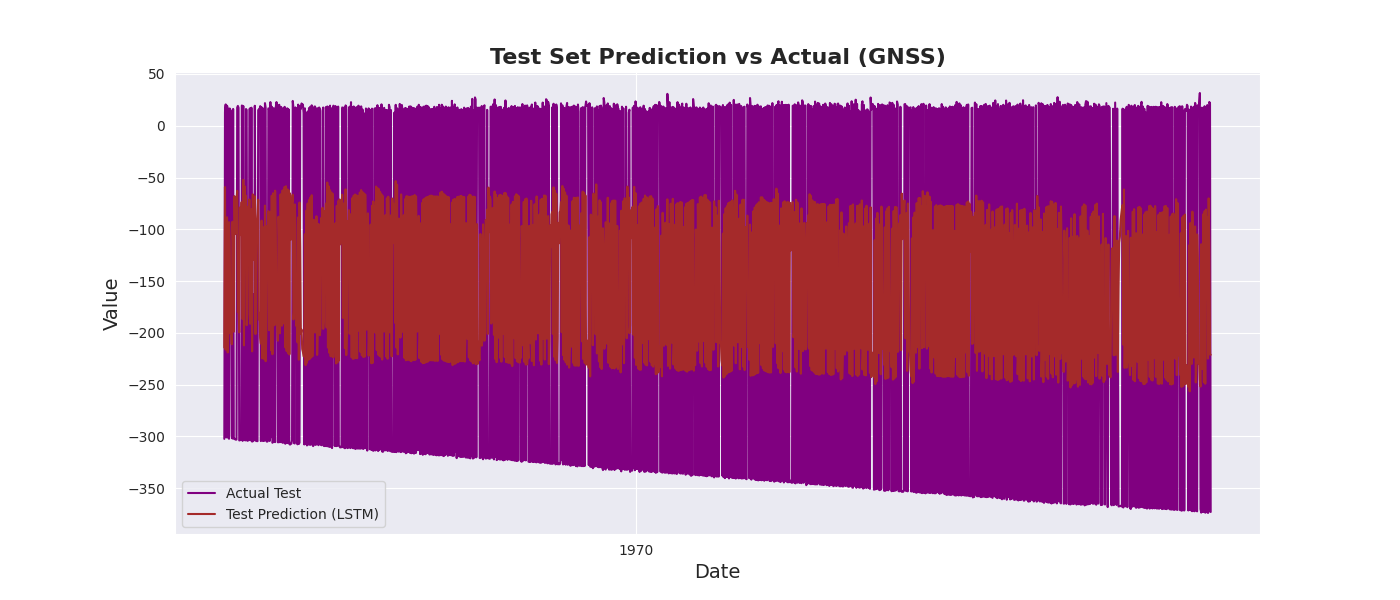 Test Set Prediction vs Actual (GNSS)
50
0
−50
−100
−150
−200
−250
−300
−350
Value
Actual Test
Test Prediction (LSTM)
1970
Date